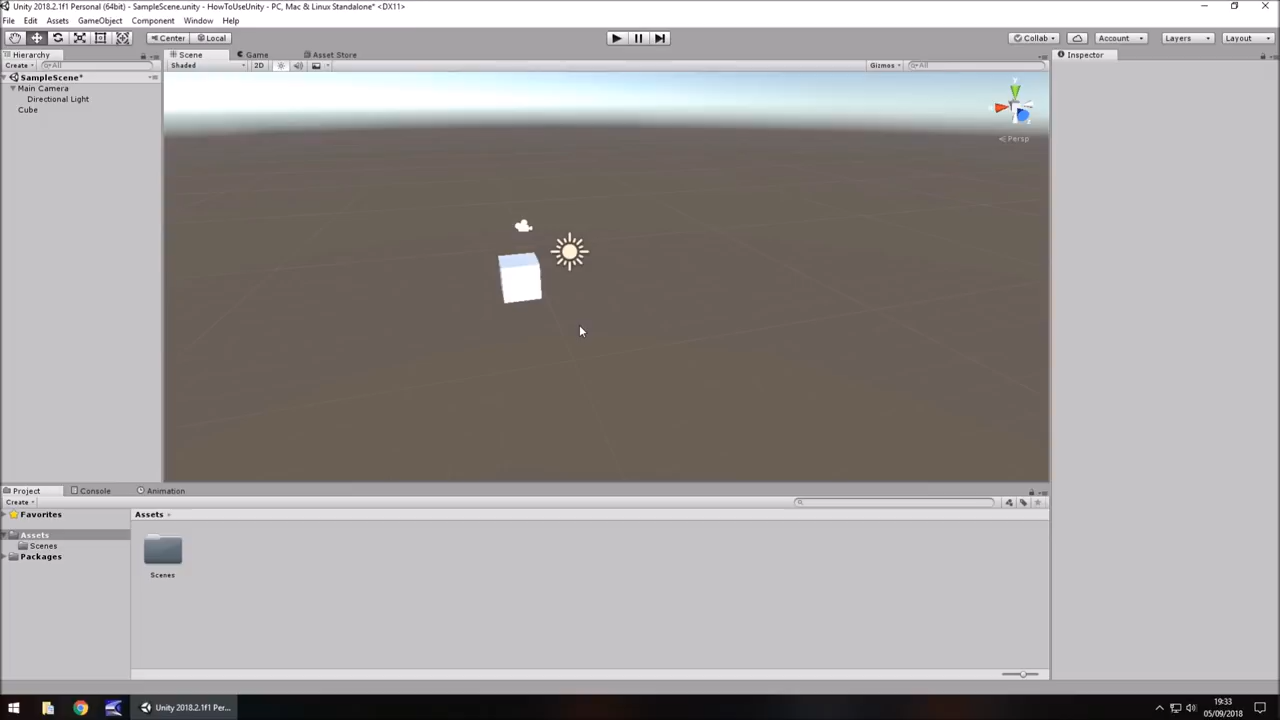 Unity 2018.2.1f1 Personal (64bit) - SampleScene.unity - HowToUseUnity - PC, Mac & Linux Standalone* <DX11>
File Edit Assets GameObject Component Window Help
Center Local Collab Account Layers Layout
Hierarchy Scene Game Asset Store Inspector
Create All Shaded 2D Gizmos All
SampleScene*
Main Camera
Directional Light
Cube
y
Persp
Project Console Animation
Create
Favorites Assets
Assets
Scenes
Packages
Scenes
Unity 2018.2.1f1 Per...
19:33
05/09/2018